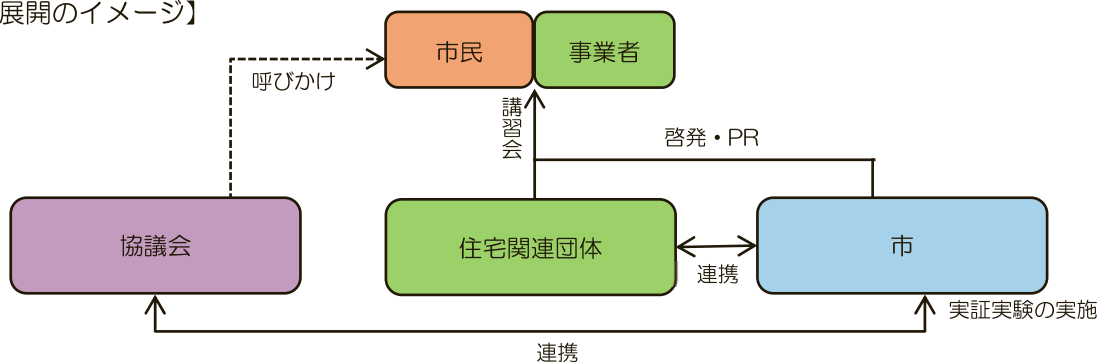 展開のイメージ】
市民
事業者
呼びかけ
講習会
啓発・PR
協議会
住宅関連団体
市
連携
実証実験の実施
連携